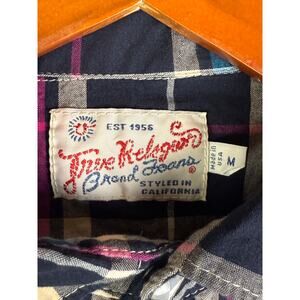 EST 1956
True Religion
Brand Jeans®
STYLED IN
CALIFORNIA
Made in
USA
M